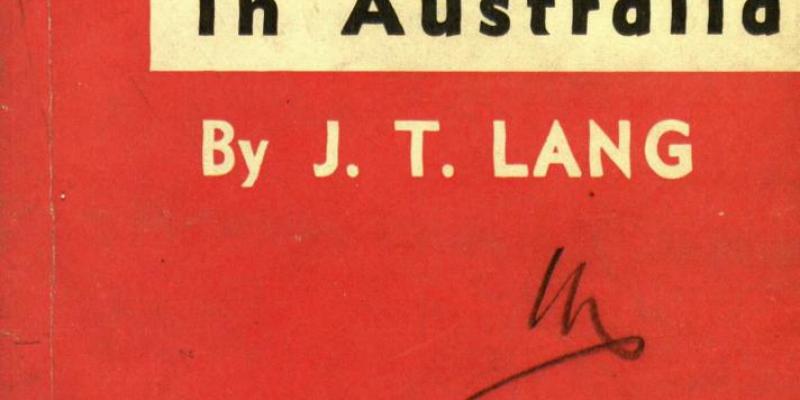 in Australia
By J. T. LANG